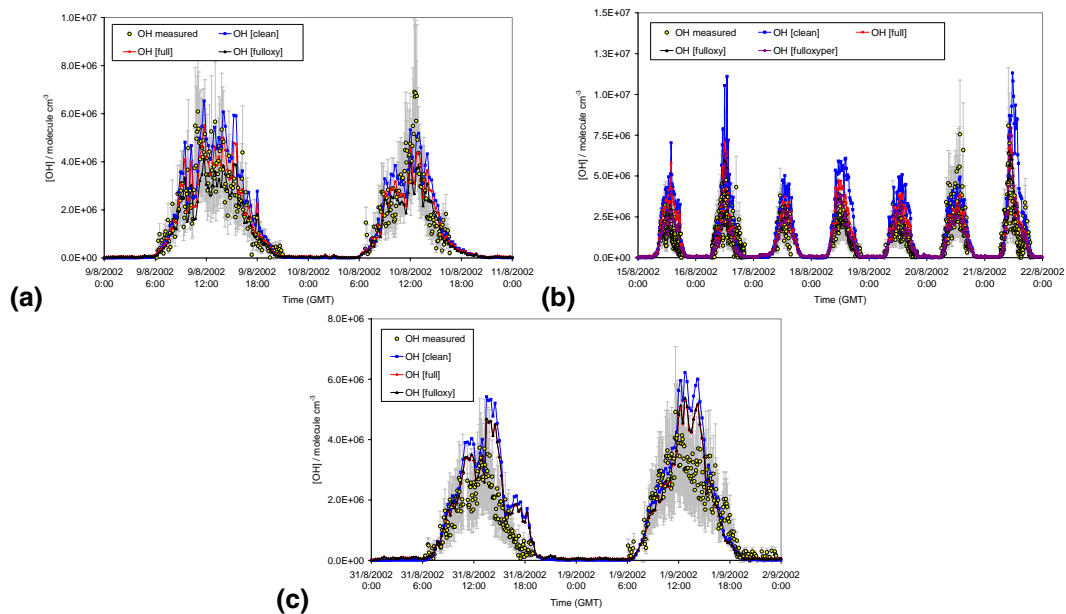 1.0E+07
8.0E+06
6.0E+06
4.0E+06
2.0E+06
0.0E+00
[OH] / molecule cm-3
OH measured
OH [clean]
OH [full]
OH [fulloxy]
9/8/2002 0:00
9/8/2002 6:00
9/8/2002 12:00
9/8/2002 18:00
10/8/2002 0:00
10/8/2002 6:00
10/8/2002 12:00
10/8/2002 18:00
11/8/2002 0:00
Time (GMT)
(a)
1.5E+07
1.3E+07
1.0E+07
7.5E+06
5.0E+06
2.5E+06
0.0E+00
[OH] / molecule cm-3
OH measured
OH [clean]
OH [full]
OH [fulloxy]
OH [fulloxyper]
15/8/2002 0:00
16/8/2002 0:00
17/8/2002 0:00
18/8/2002 0:00
19/8/2002 0:00
20/8/2002 0:00
21/8/2002 0:00
22/8/2002 0:00
Time (GMT)
(b)
8.0E+06
6.0E+06
4.0E+06
2.0E+06
0.0E+00
[OH] / molecule cm-3
OH measured
OH [clean]
OH [full]
OH [fulloxy]
31/8/2002 0:00
31/8/2002 6:00
31/8/2002 12:00
31/8/2002 18:00
1/9/2002 0:00
1/9/2002 6:00
1/9/2002 12:00
1/9/2002 18:00
2/9/2002 0:00
Time (GMT)
(c)